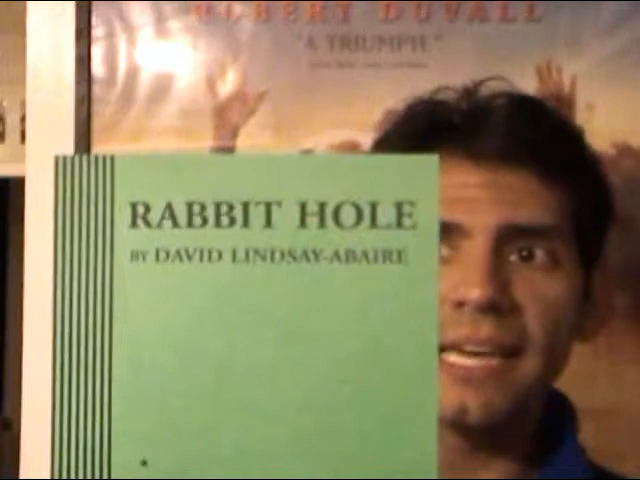 ROBERT DUVALL
"A TRIUMPH."
RABBIT HOLE
BY DAVID LINDSAY-ABAIRE